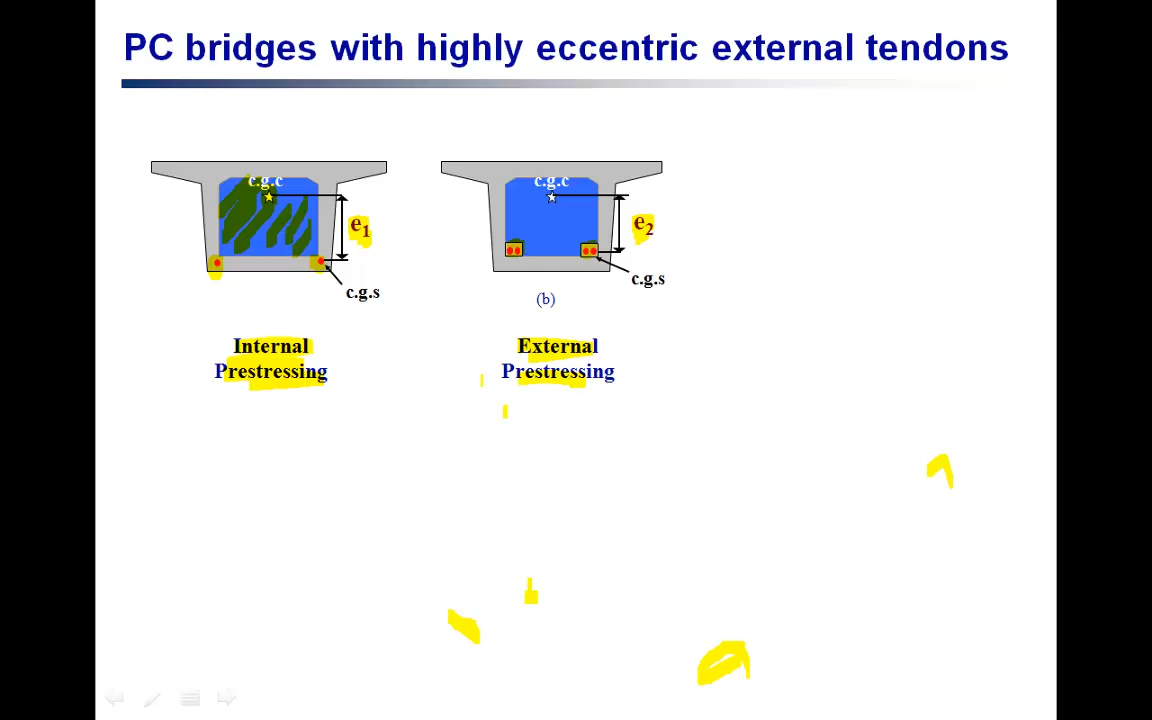 PC bridges with highly eccentric external tendons
c.g.c
e1
c.g.s
Internal
Prestressing
c.g.c
e2
c.g.s
(b)
External
Prestressing